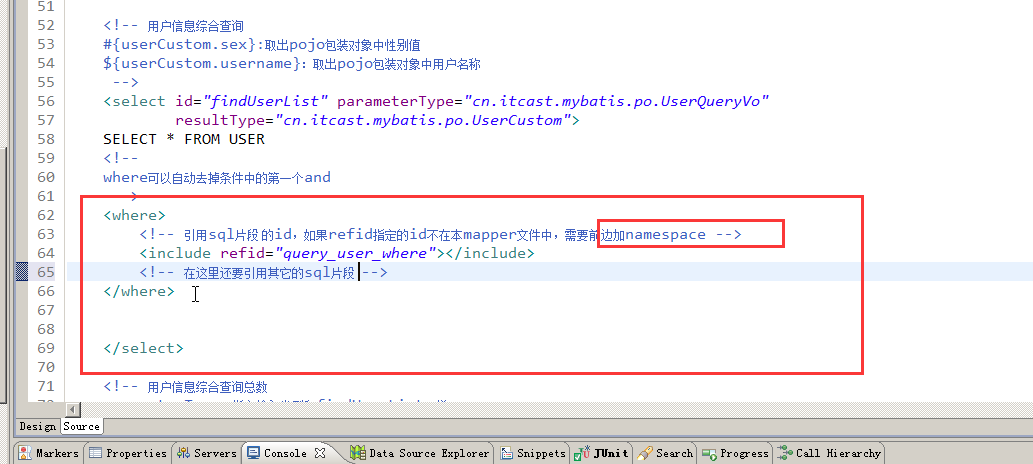 51
52 <!-- 用户信息综合查询
53 #{userCustom.sex}:取出pojo包装对象中性别值
54 ${userCustom.username}：取出pojo包装对象中用户名称
55 -->
56 <select id="findUserList" parameterType="cn.itcast.mybatis.po.UserQueryVo"
57 resultType="cn.itcast.mybatis.po.UserCustom">
58 SELECT * FROM USER
59 <!--
60 where可以自动去掉条件中的第一个and
61 >
62 <where>
63 <!-- 引用sql片段 的id，如果refid指定的id不在本mapper文件中，需要前边加namespace -->
64 <include refid="query_user_where"></include>
65 <!-- 在这里还要引用其它的sql片段 -->
66 </where>
67
68
69 </select>
70
71 <!-- 用户信息综合查询总数
Design Source
Markers Properties Servers Console Data Source Explorer Snippets JUnit Search Progress Call Hierarchy